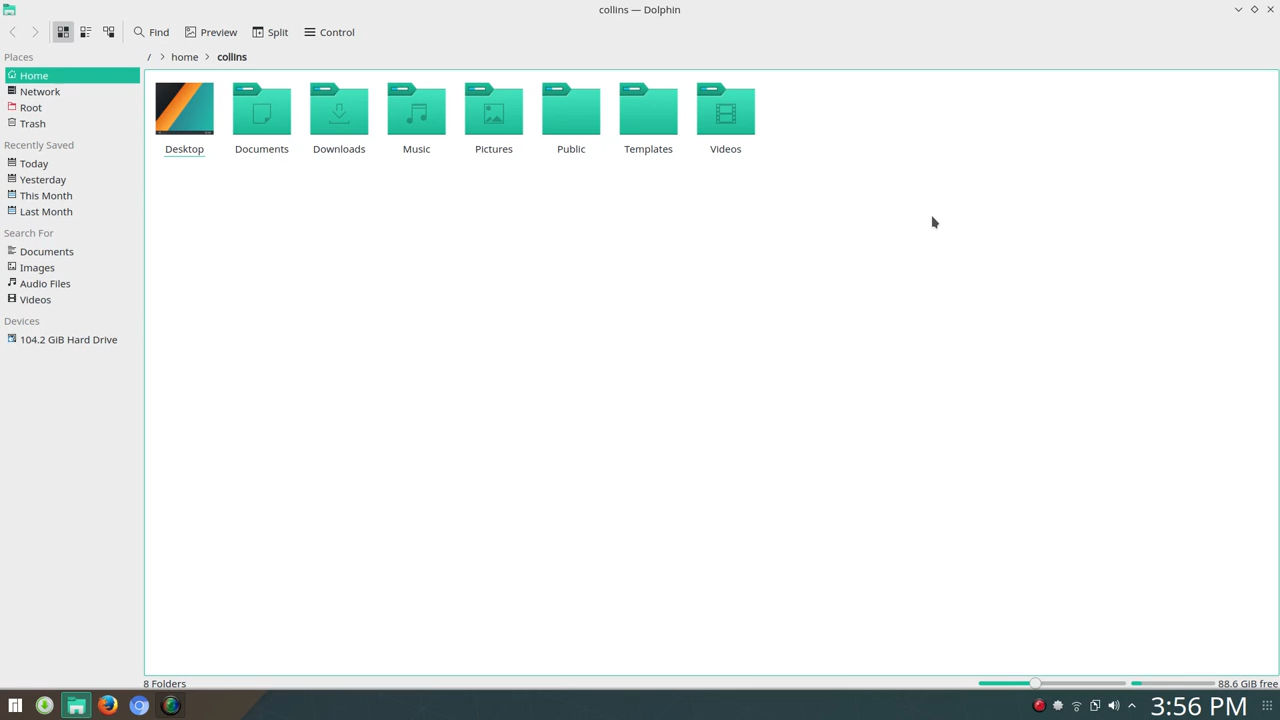 collins — Dolphin
Find Preview Split Control
Places
/ > home > collins
Home
Network
Root
Trash
Recently Saved
Today
Yesterday
This Month
Last Month
Search For
Documents
Images
Audio Files
Videos
Devices
104.2 GiB Hard Drive
Desktop Documents Downloads Music Pictures Public Templates Videos
8 Folders
88.6 GiB free
3:56 PM